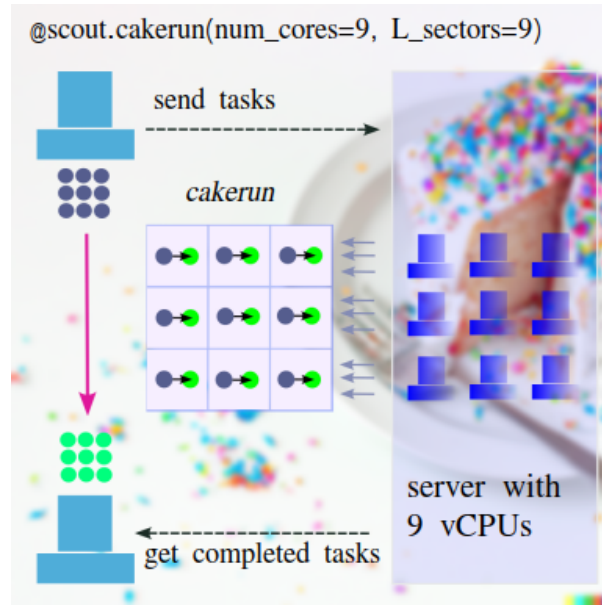 @scout.cakerun(num_cores=9, L_sectors=9)
send tasks
cakerun
server with
9 vCPUs
get completed tasks